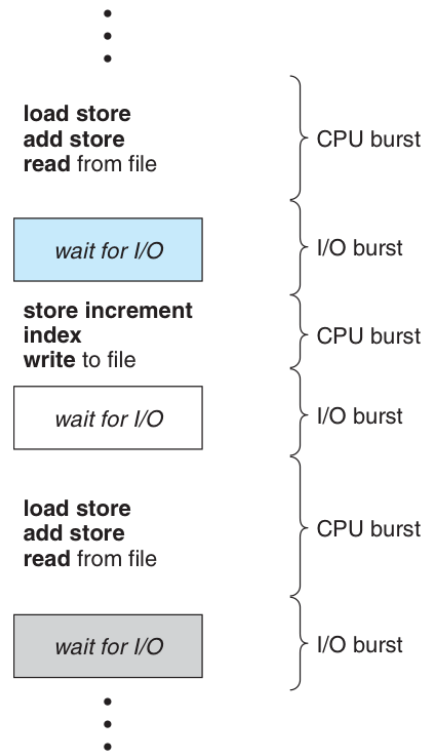 load store
add store
read from file
CPU burst
wait for I/O
I/O burst
store increment
index
write to file
CPU burst
wait for I/O
I/O burst
load store
add store
read from file
CPU burst
wait for I/O
I/O burst